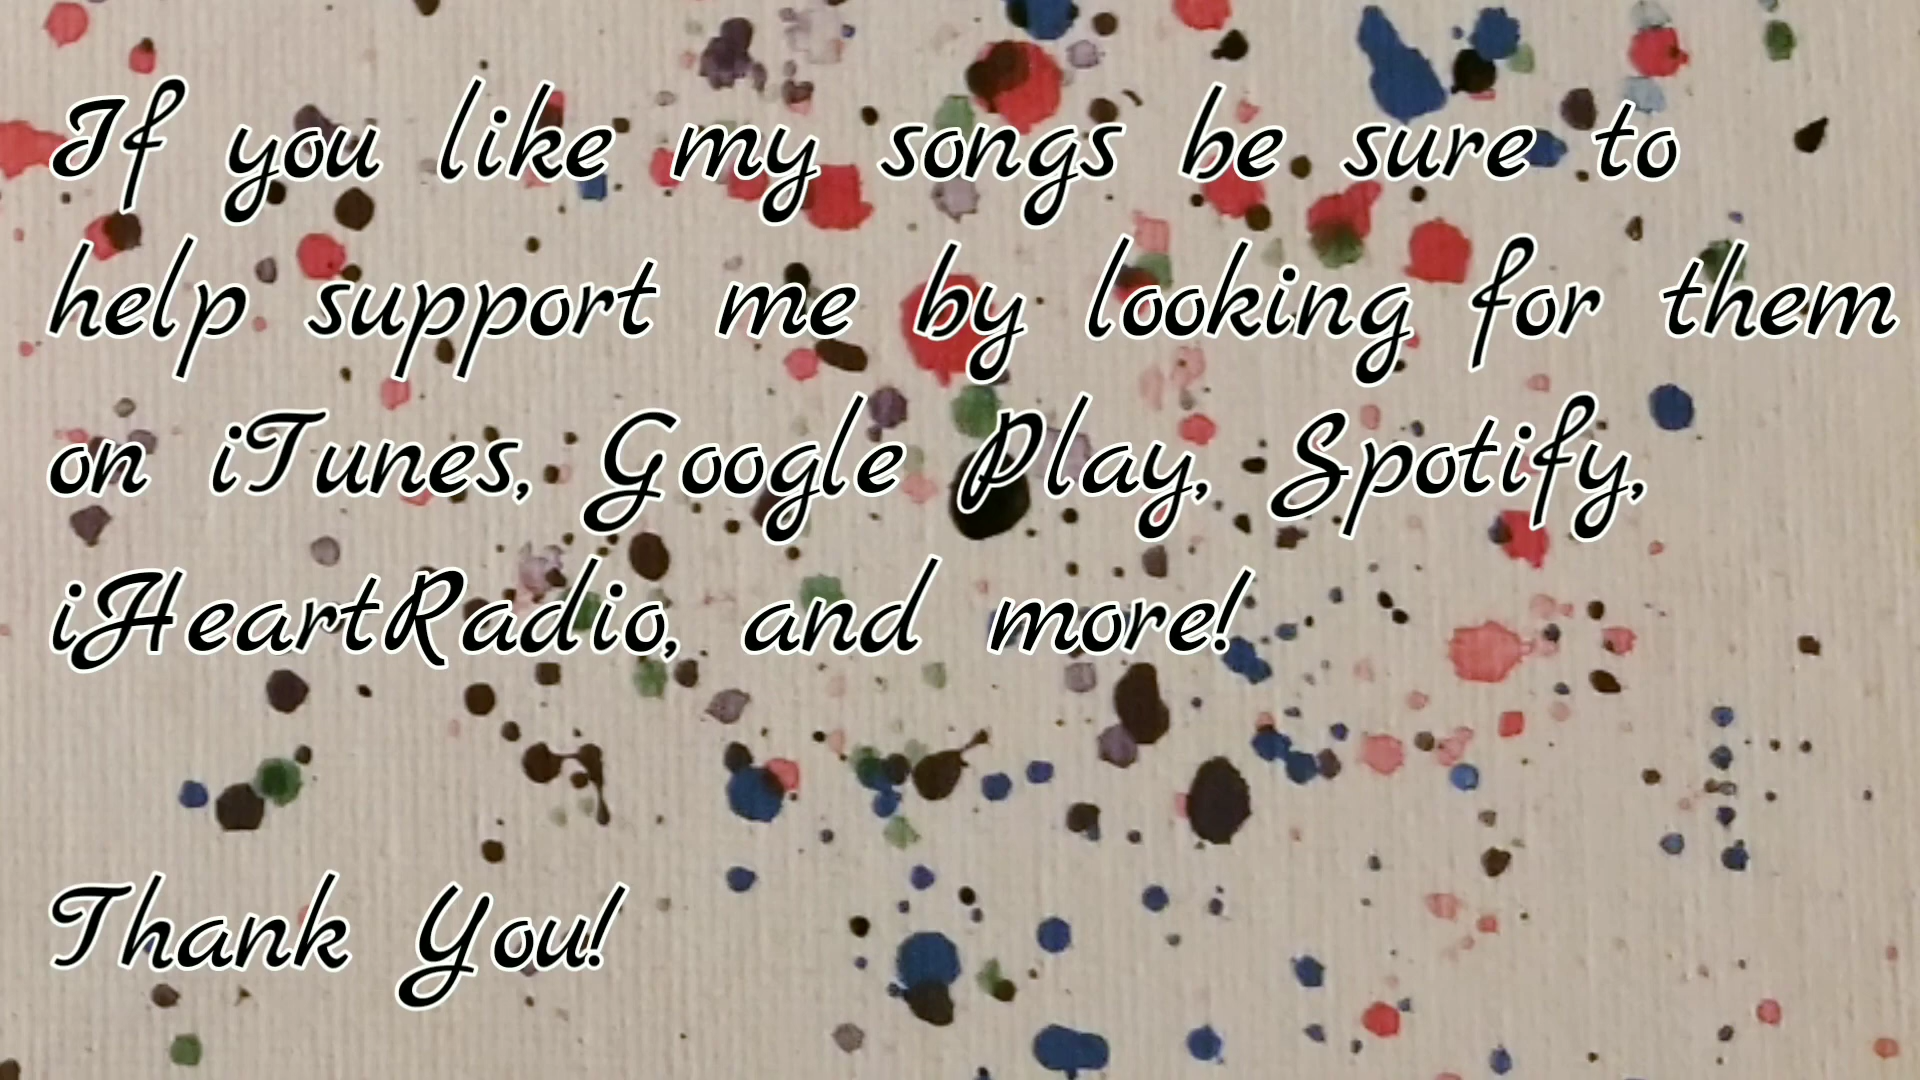 If you like my songs be sure to
help support me by looking for them
on iTunes, Google Play, Spotify,
iHeartRadio, and more!
Thank You!